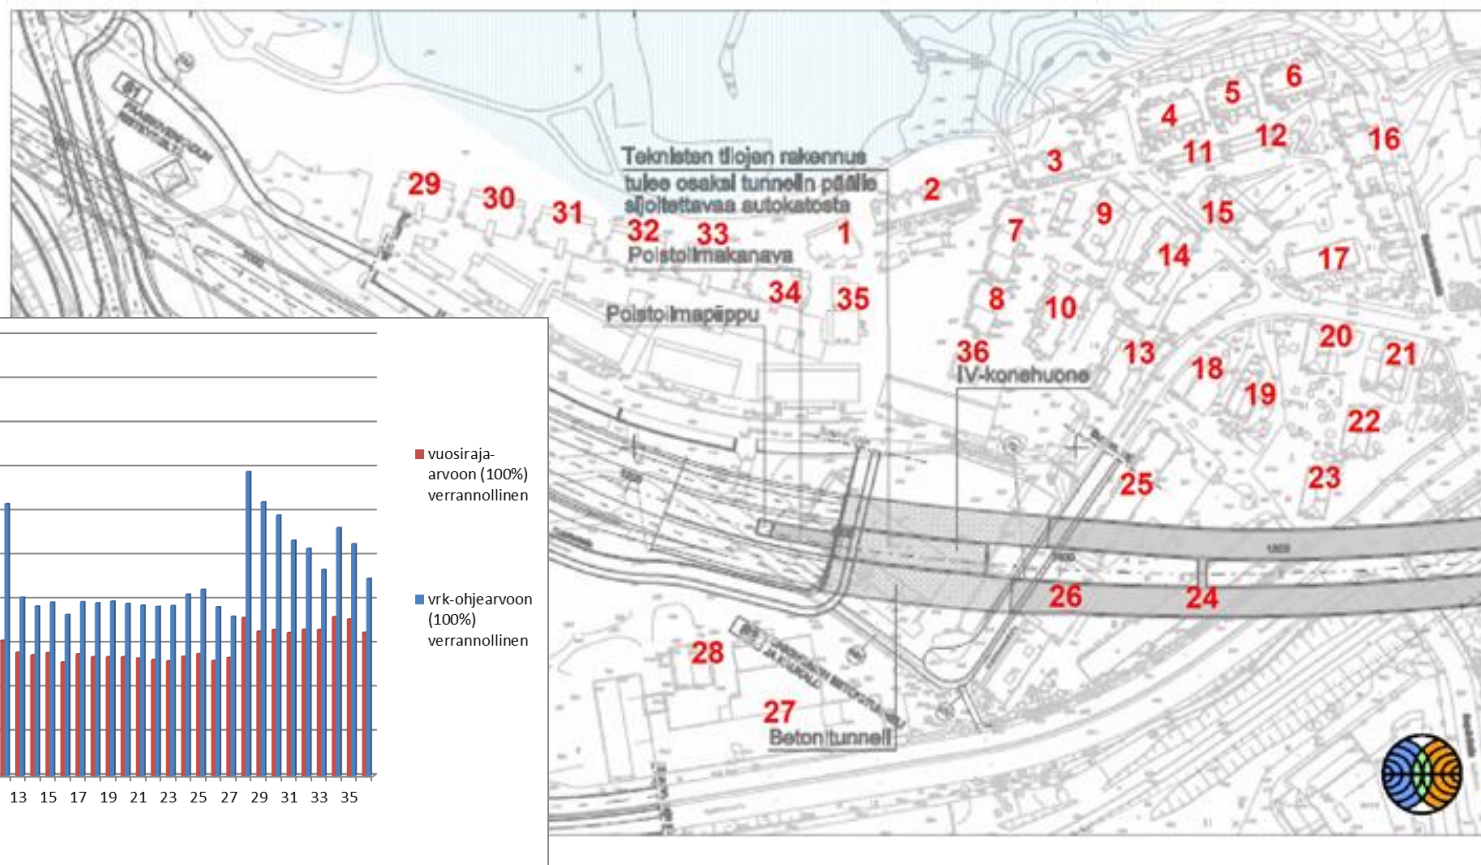 6
5
4
12
16
11
3
Teknisten tilojen rakennus
tulee osaksi tunnelin päälle
sijoitettavaa autokatosta
29
2
30
31
9
15
32
33
1
7
Poistoilmakanava
14
17
34
35
8
10
Poistoilmapiippu
20
36
13
21
IV-konehuone
18
19
22
vuosiraja-
arvoon (100%)
verrannollinen
23
25
26
24
vrk-ohjearvoon
(100%)
verrannollinen
28
27
Betonitunneli
13 15 17 19 21 23 25 27 29 31 33 35